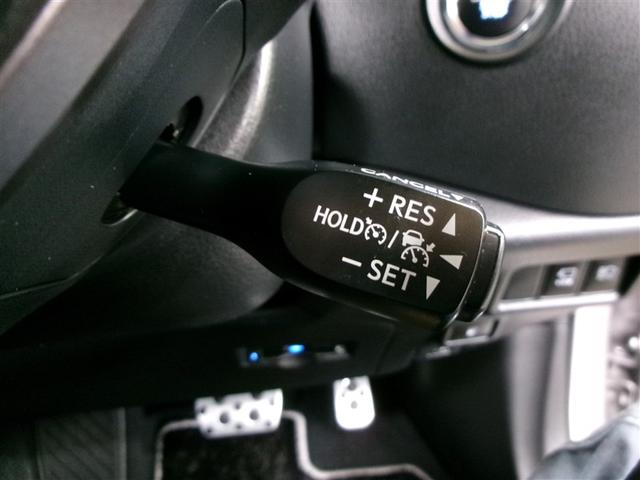 CANCEL
+ RES
HOLD /
- SET